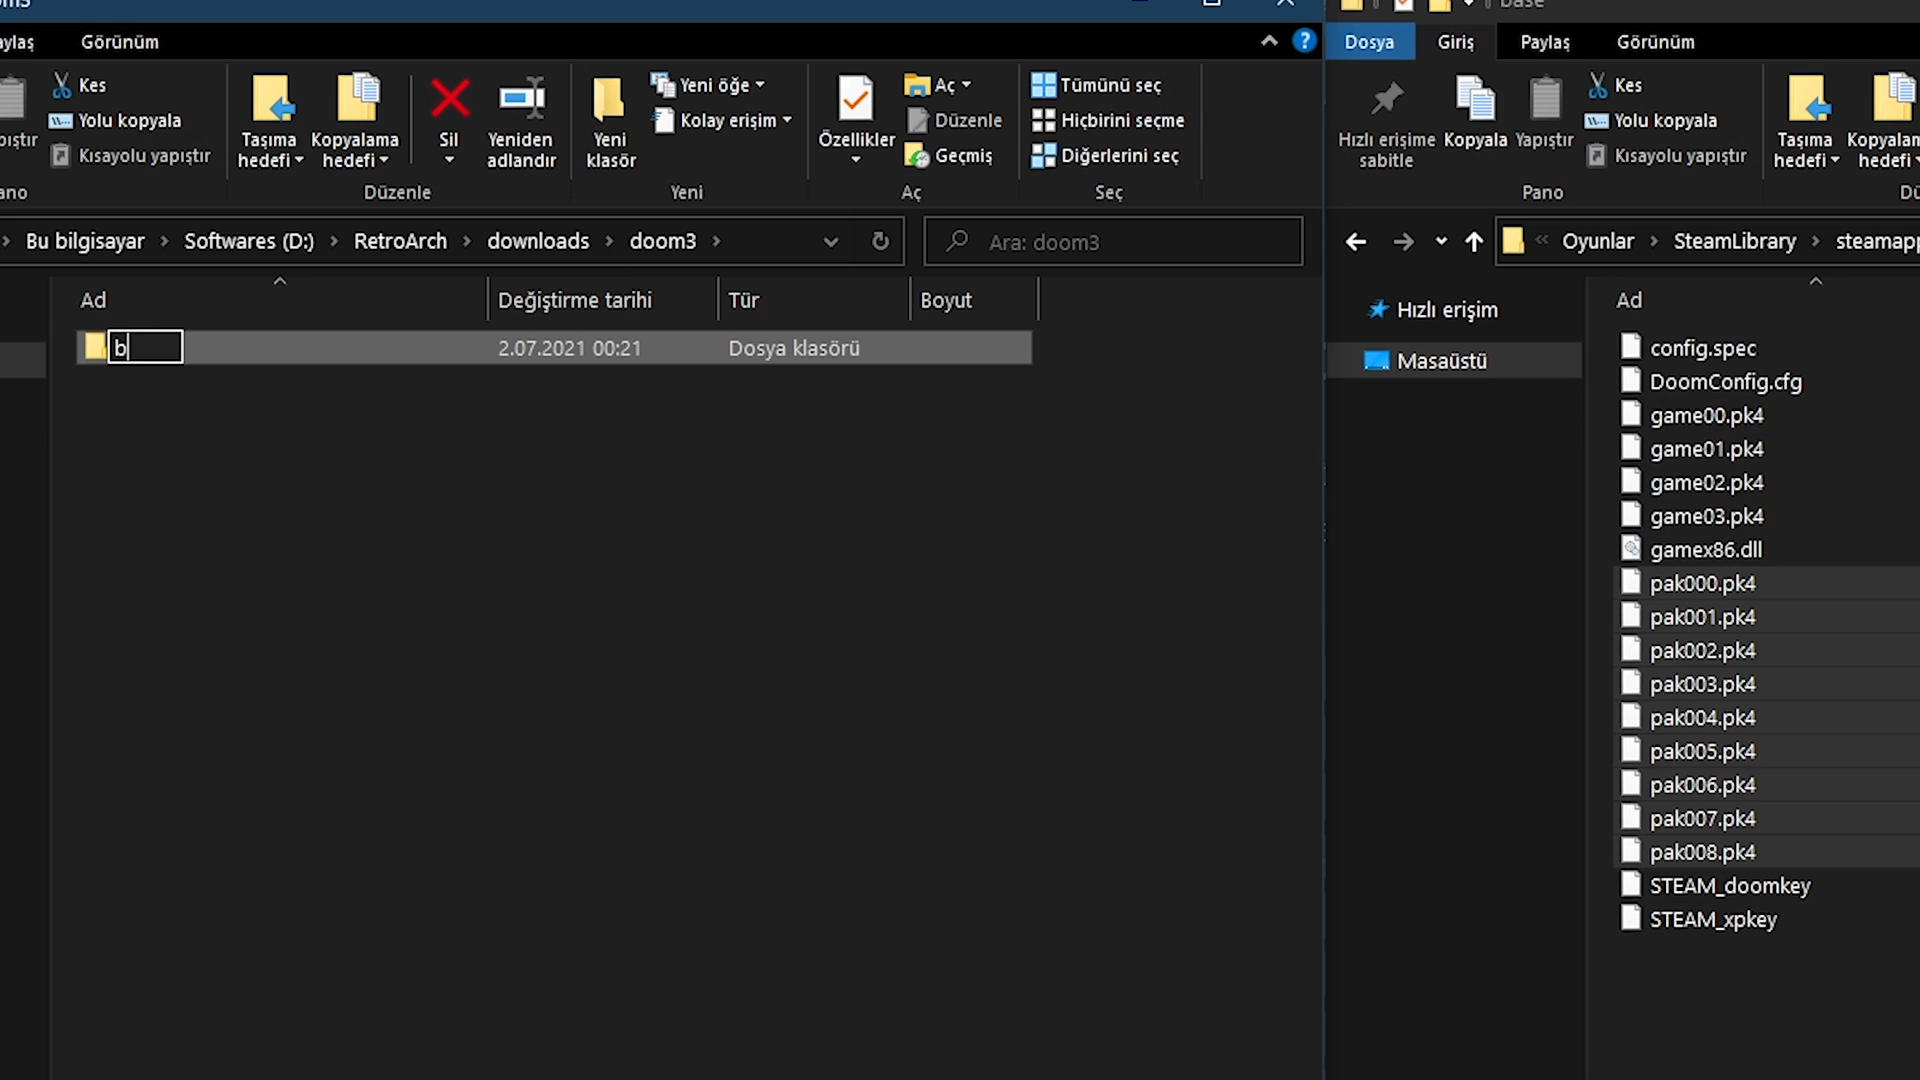 Görünüm
Kes
Yolu kopyala
Kısayolu yapıştır
Taşıma
hedefi
Kopyalama
hedefi
Sil
Yeniden
adlandır
Düzenle
Yeni
klasör
Yeni öğe
Kolay erişim
Yeni
Özellikler
Aç
Düzenle
Geçmiş
Aç
Tümünü seç
Hiçbirini seçme
Diğerlerini seç
Seç
Bu bilgisayar > Softwares (D:) > RetroArch > downloads > doom3 >
Ara: doom3
Ad
Değiştirme tarihi
Tür
Boyut
b
2.07.2021 00:21
Dosya klasörü
base
Dosya
Giriş
Paylaş
Görünüm
Hızlı erişime
sabitle
Kopyala
Yapıştır
Kes
Yolu kopyala
Kısayolu yapıştır
Pano
Taşıma
hedefi
Kopyalam
hedefi
« Oyunlar > SteamLibrary > steamapp
Hızlı erişim
Masaüstü
Ad
config.spec
DoomConfig.cfg
game00.pk4
game01.pk4
game02.pk4
game03.pk4
gamex86.dll
pak000.pk4
pak001.pk4
pak002.pk4
pak003.pk4
pak004.pk4
pak005.pk4
pak006.pk4
pak007.pk4
pak008.pk4
STEAM_doomkey
STEAM_xpkey